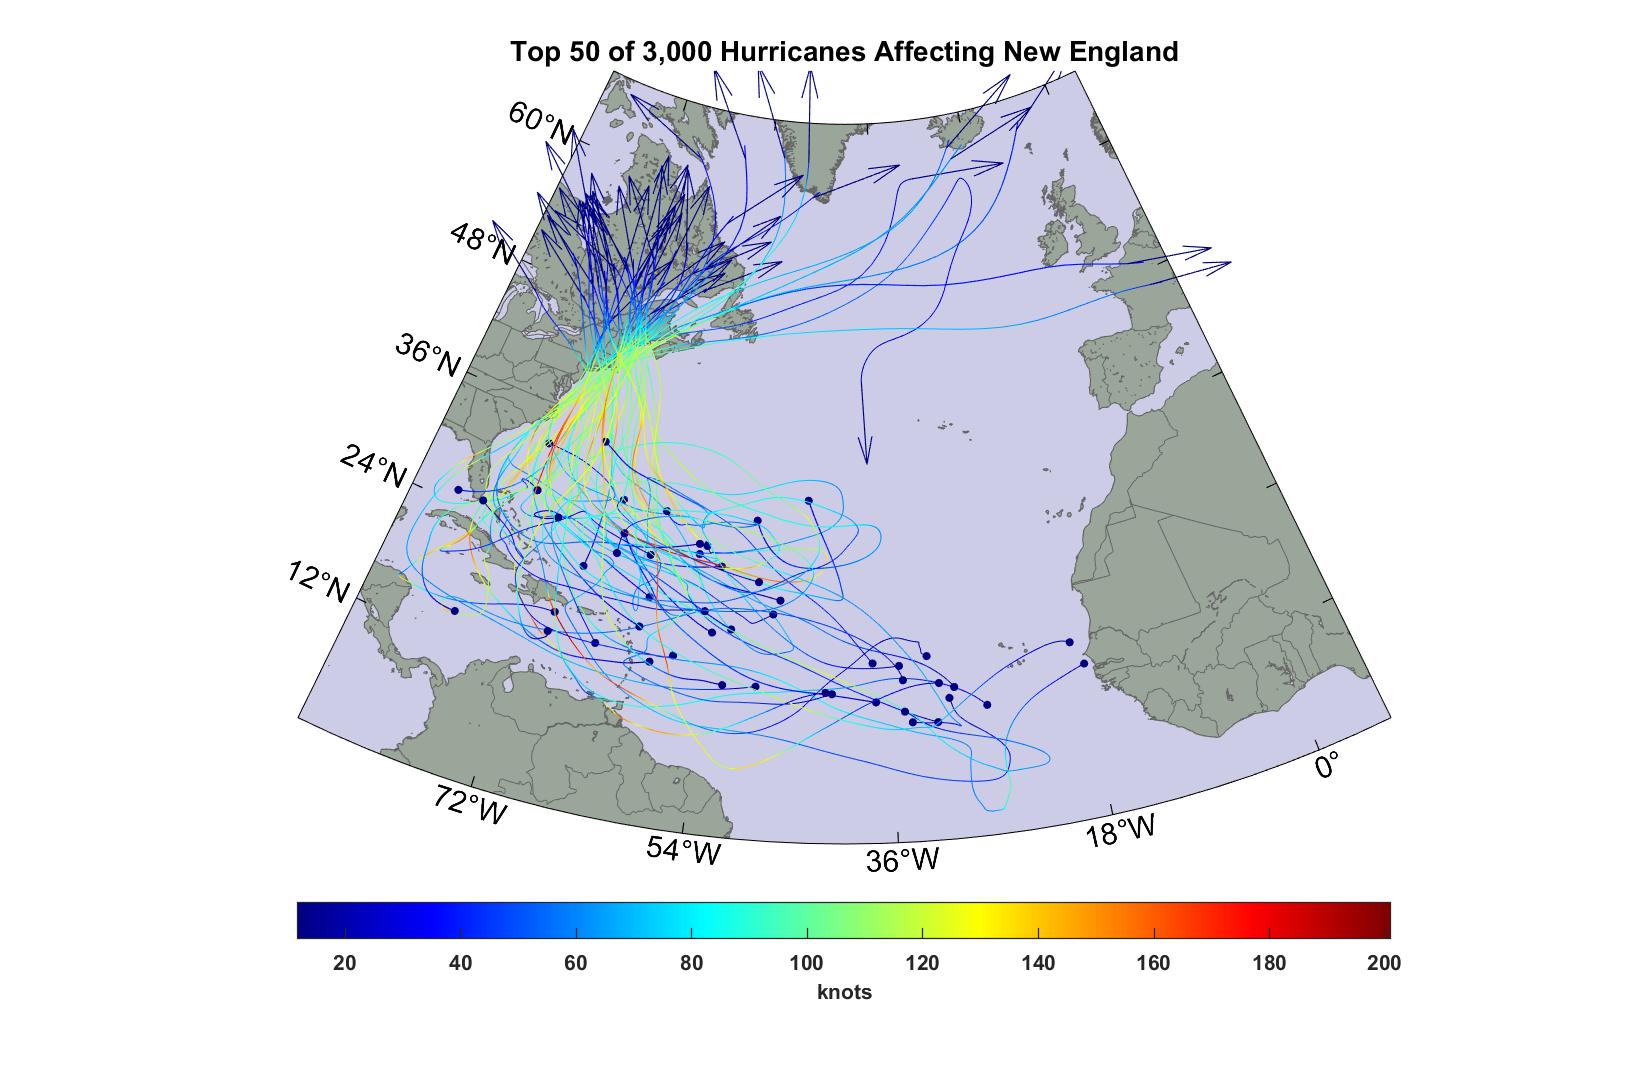 Top 50 of 3,000 Hurricanes Affecting New England
60°N
48°N
36°N
24°N
12°N
72°W
54°W
36°W
18°W
0°
20 40 60 80 100 120 140 160 180 200
knots